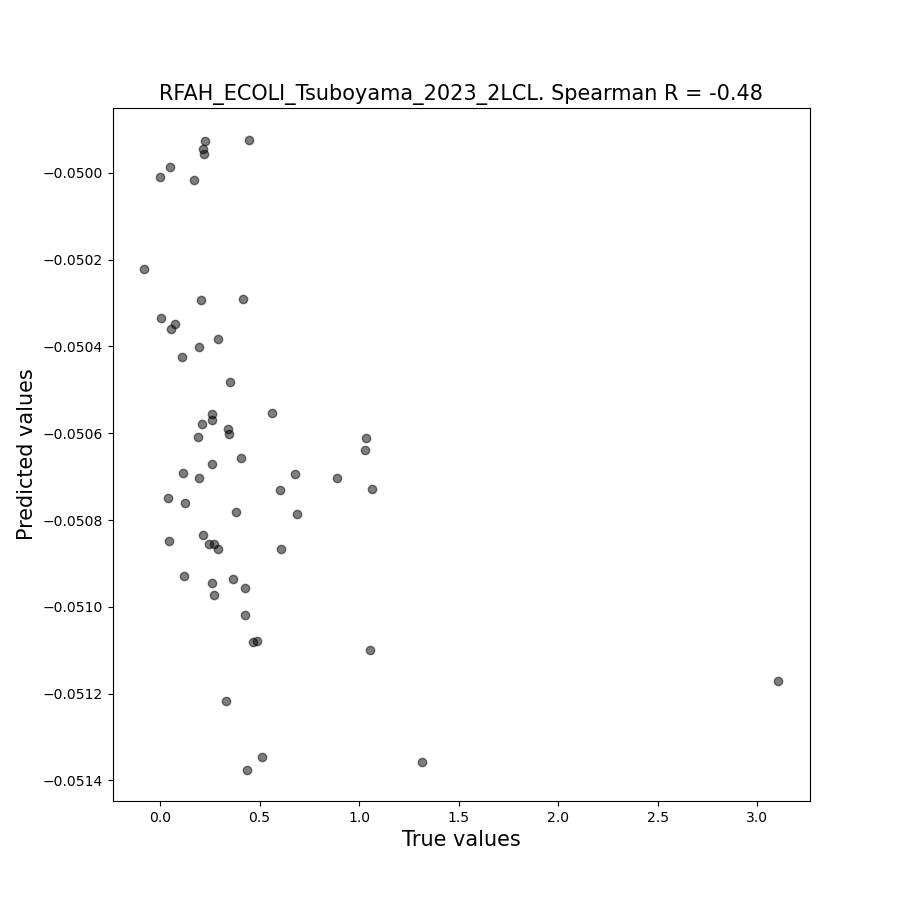 RFAH_ECOLI_Tsuboyama_2023_2LCL. Spearman R = -0.48
−0.0500
−0.0502
−0.0504
−0.0506
−0.0508
−0.0510
−0.0512
−0.0514
Predicted values
0.0 0.5 1.0 1.5 2.0 2.5 3.0
True values